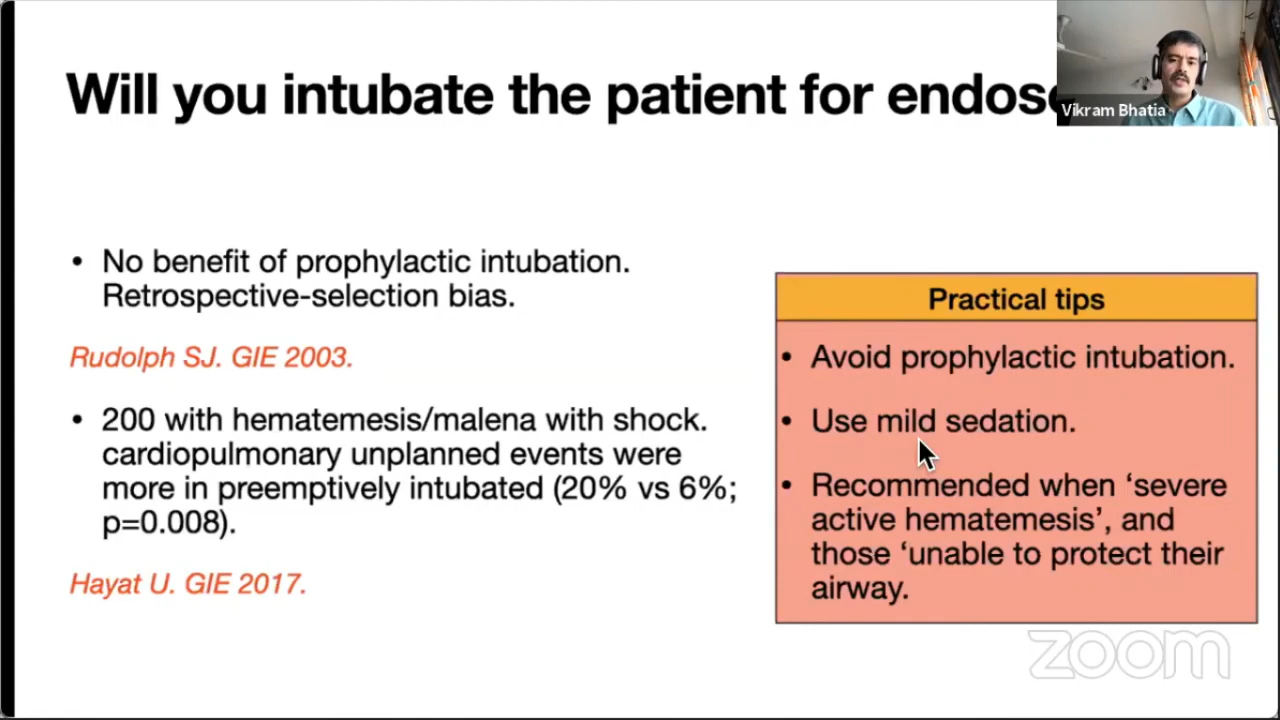 Will you intubate the patient for endos
Vikram Bhatia
• No benefit of prophylactic intubation.
Retrospective-selection bias.
Rudolph SJ. GIE 2003.
• 200 with hematemesis/malena with shock.
cardiopulmonary unplanned events were
more in preemptively intubated (20% vs 6%;
p=0.008).
Hayat U. GIE 2017.
Practical tips
• Avoid prophylactic intubation.
• Use mild sedation.
• Recommended when ‘severe
active hematemesis’, and
those ‘unable to protect their
airway.
zoom